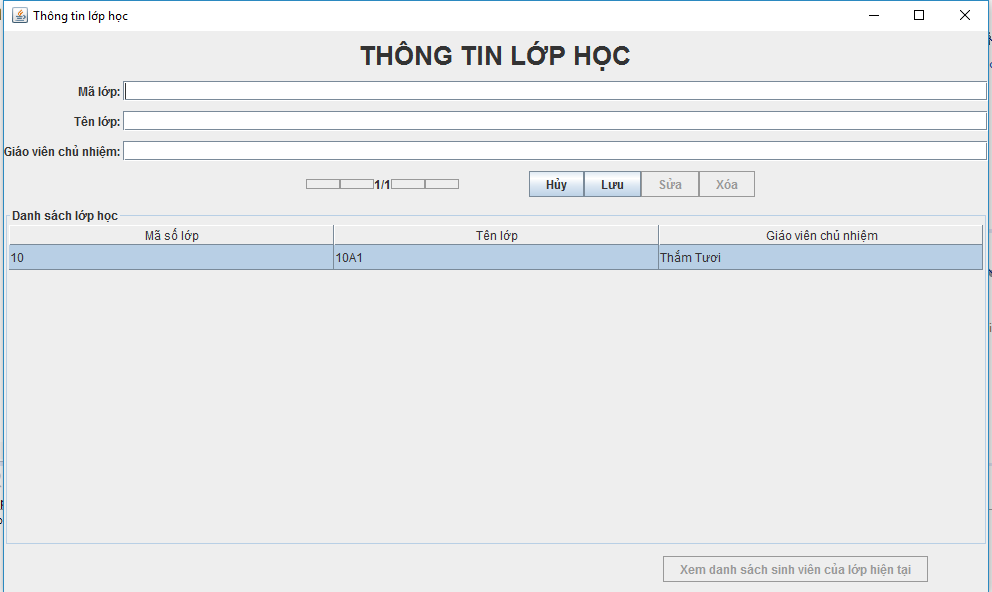 Thông tin lớp học
THÔNG TIN LỚP HỌC
Mã lớp:
Tên lớp:
Giáo viên chủ nhiệm:
1/1 Hủy Lưu Sửa Xóa
Danh sách lớp học
Mã số lớp Tên lớp Giáo viên chủ nhiệm
10 10A1 Thắm Tươi
Xem danh sách sinh viên của lớp hiện tại